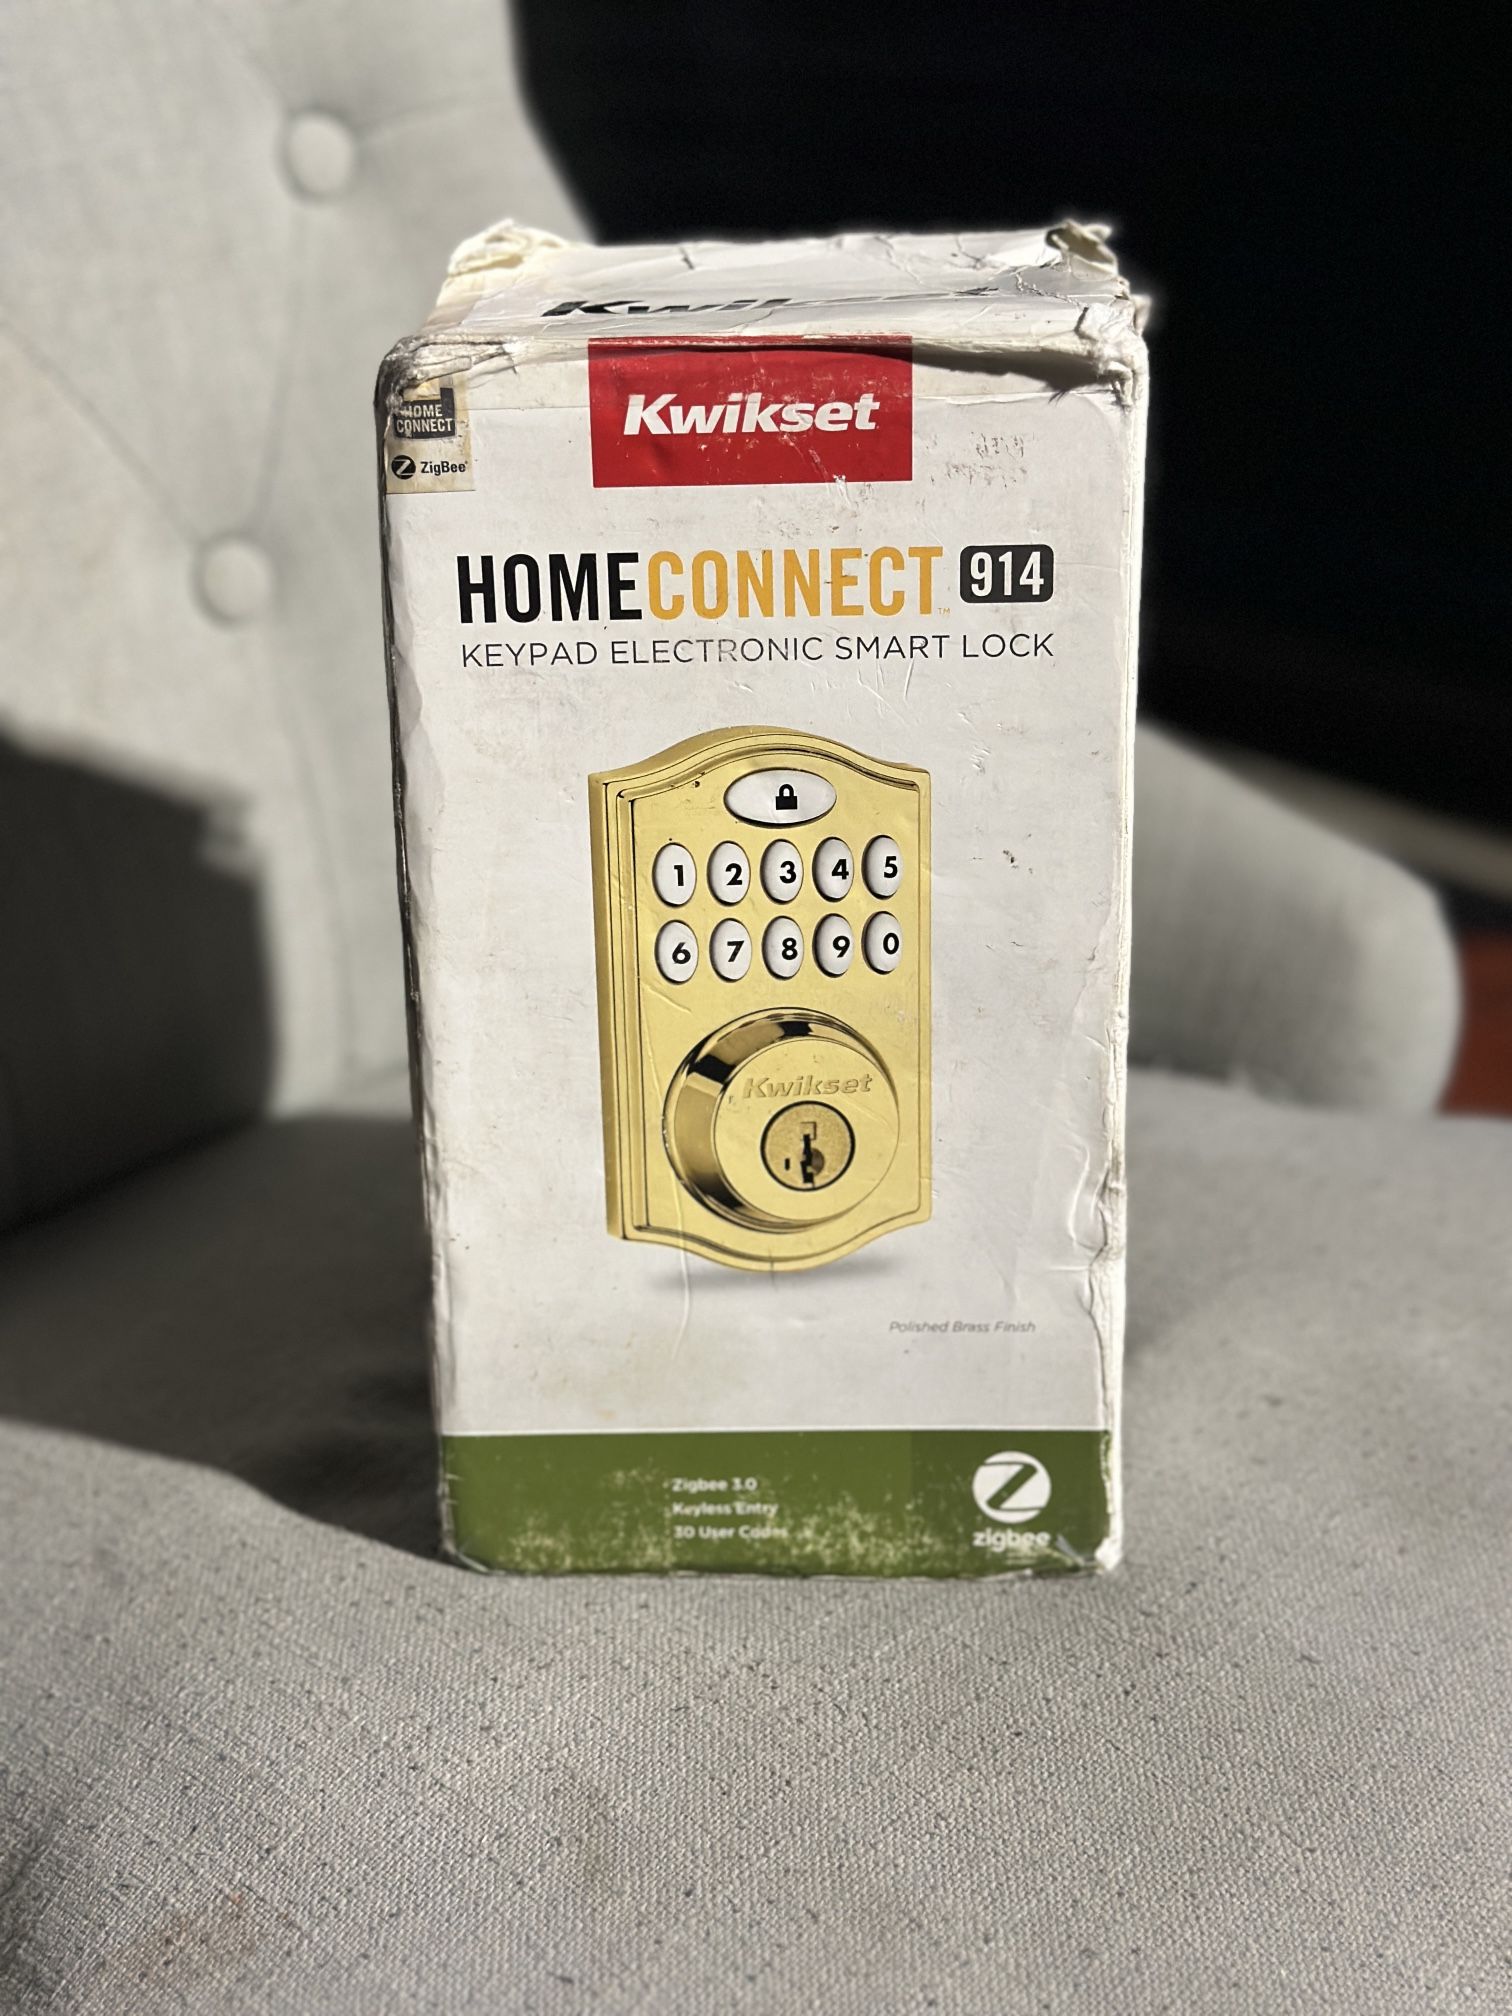 Kwikset
HOME
CONNECT
ZigBee
Kwikset
HOMECONNECT™ 914
KEYPAD ELECTRONIC SMART LOCK
1 2 3 4 5
6 7 8 9 0
Kwikset
Polished Brass Finish
Zigbee 3.0
Keyless Entry
30 User Codes
zigbee